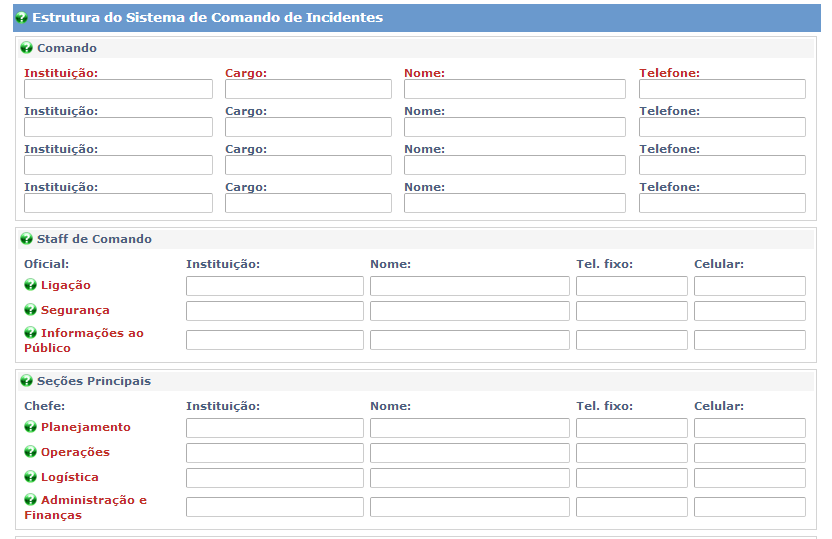 Estrutura do Sistema de Comando de Incidentes
Comando
Instituição: Cargo: Nome: Telefone:
Instituição: Cargo: Nome: Telefone:
Instituição: Cargo: Nome: Telefone:
Instituição: Cargo: Nome: Telefone:
Staff de Comando
Oficial: Instituição: Nome: Tel. fixo: Celular:
Ligação
Segurança
Informações ao
Público
Seções Principais
Chefe: Instituição: Nome: Tel. fixo: Celular:
Planejamento
Operações
Logística
Administração e
Finanças